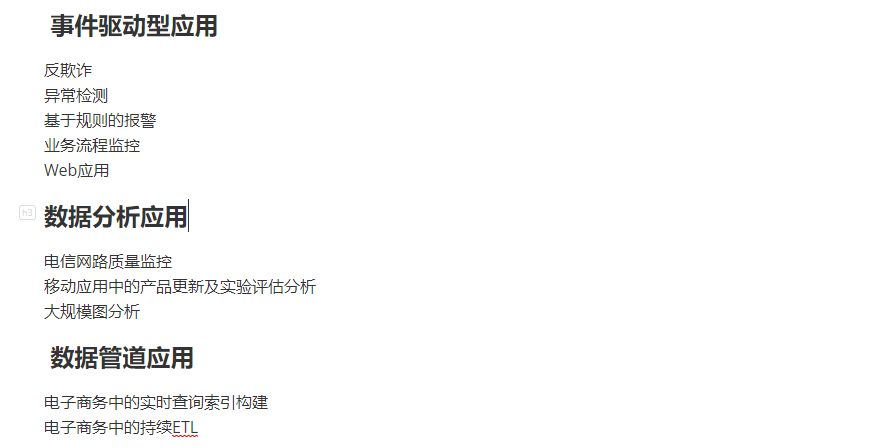 事件驱动型应用
反欺诈
异常检测
基于规则的报警
业务流程监控
Web应用
h3
数据分析应用
电信网路质量监控
移动应用中的产品更新及实验评估分析
大规模图分析
数据管道应用
电子商务中的实时查询索引构建
电子商务中的持续ETL